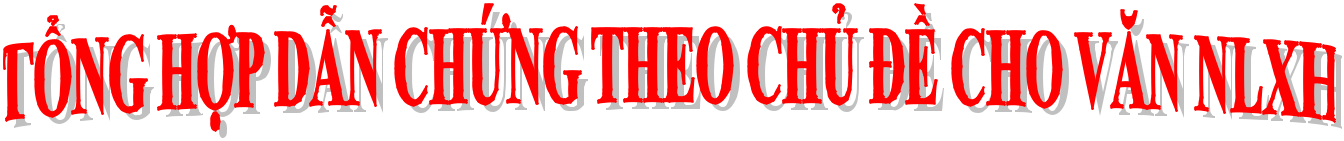 TỔNG HỢP DẪN CHỨNG THEO CHỦ ĐỀ CHO VĂN NLXH